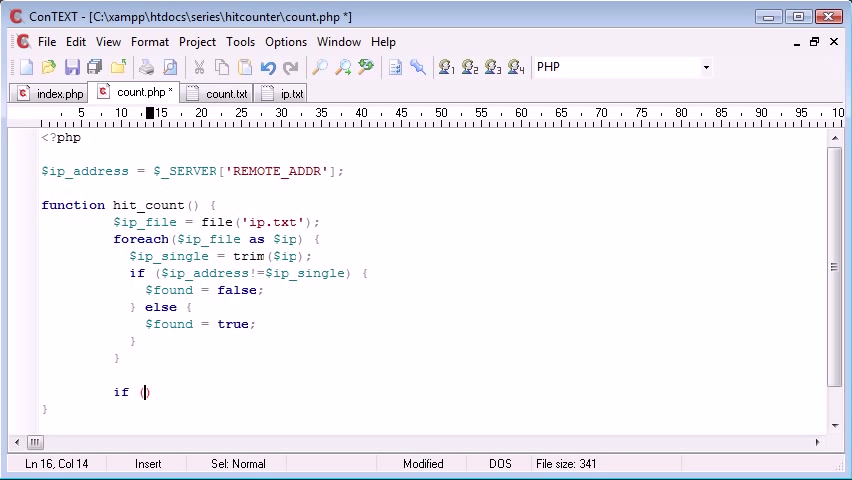 ConTEXT - [C:\xampp\htdocs\series\hitcounter\count.php *]
File Edit View Format Project Tools Options Window Help
1 2 3 4 PHP
index.php count.php * count.txt ip.txt
5 10 15 20 25 30 35 40 45 50 55 60 65 70 75 80 85 90 95 10
<?php
$ip_address = $_SERVER['REMOTE_ADDR'];
function hit_count() {
$ip_file = file('ip.txt');
foreach($ip_file as $ip) {
$ip_single = trim($ip);
if ($ip_address!=$ip_single) {
$found = false;
} else {
$found = true;
}
}
if ()
}
Ln 16, Col 14 Insert Sel: Normal Modified DOS File size: 341